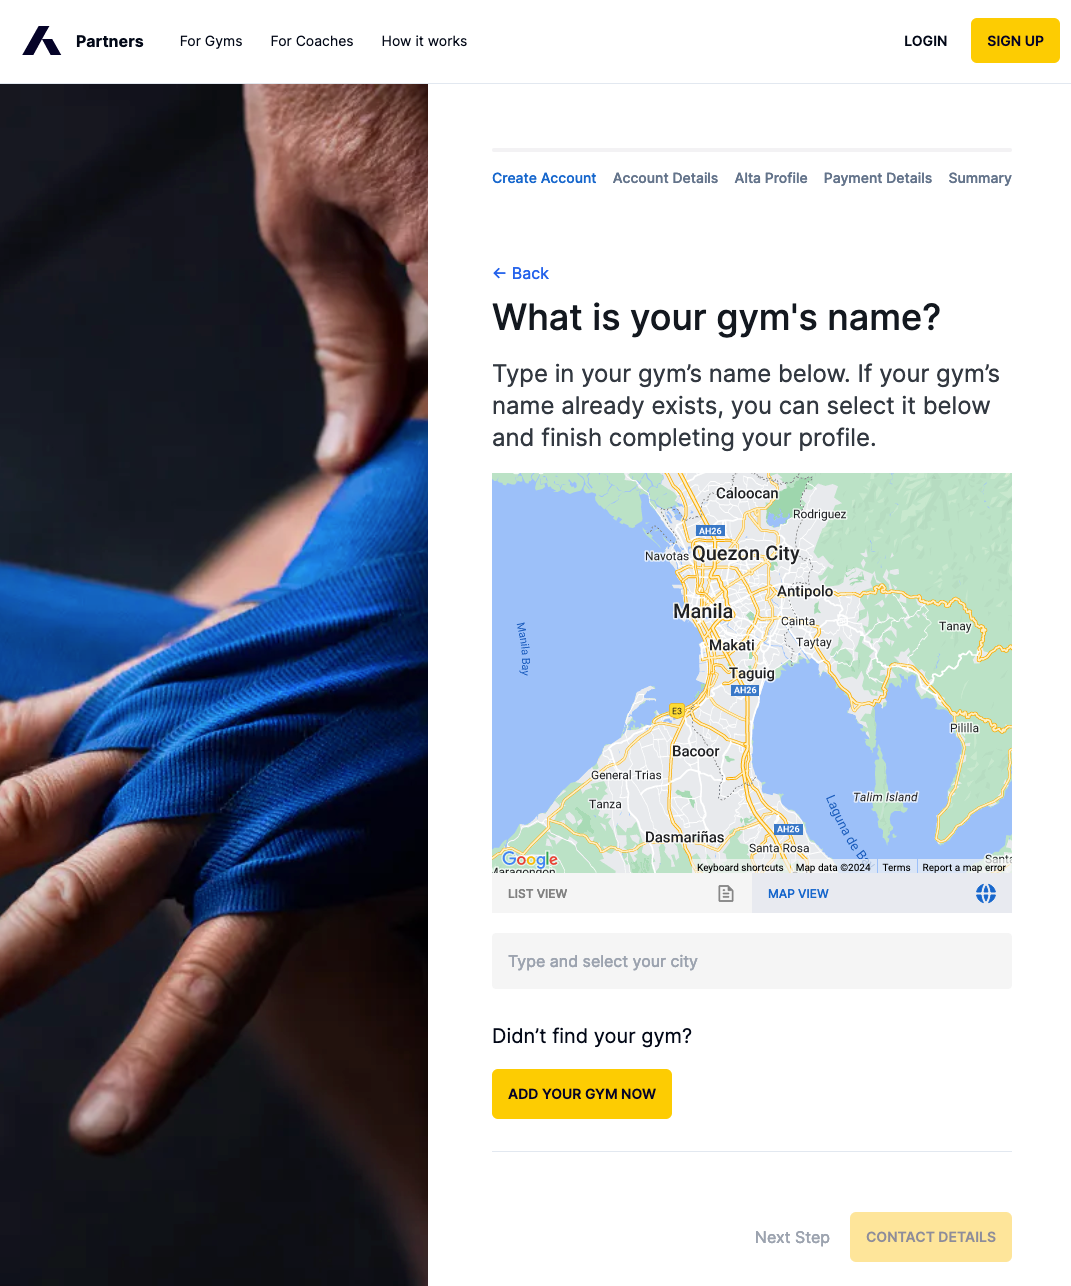 Partners For Gyms For Coaches How it works LOGIN SIGN UP
Create Account Account Details Alta Profile Payment Details Summary
← Back
What is your gym's name?
Type in your gym’s name below. If your gym’s
name already exists, you can select it below
and finish completing your profile.
Caloocan
Rodriguez
AH26
Navotas Quezon City
Antipolo
Manila
Cainta
Tanay
Manila Bay
Makati Taytay
Taguig
AH26
E3
Pililla
Bacoor
General Trias
Talim Island
Tanza
Laguna de
AH26
Dasmariñas
Santa Rosa
Google
Keyboard shortcuts Map data ©2024 Terms Report a map error
LIST VIEW MAP VIEW
Type and select your city
Didn’t find your gym?
ADD YOUR GYM NOW
Next Step CONTACT DETAILS